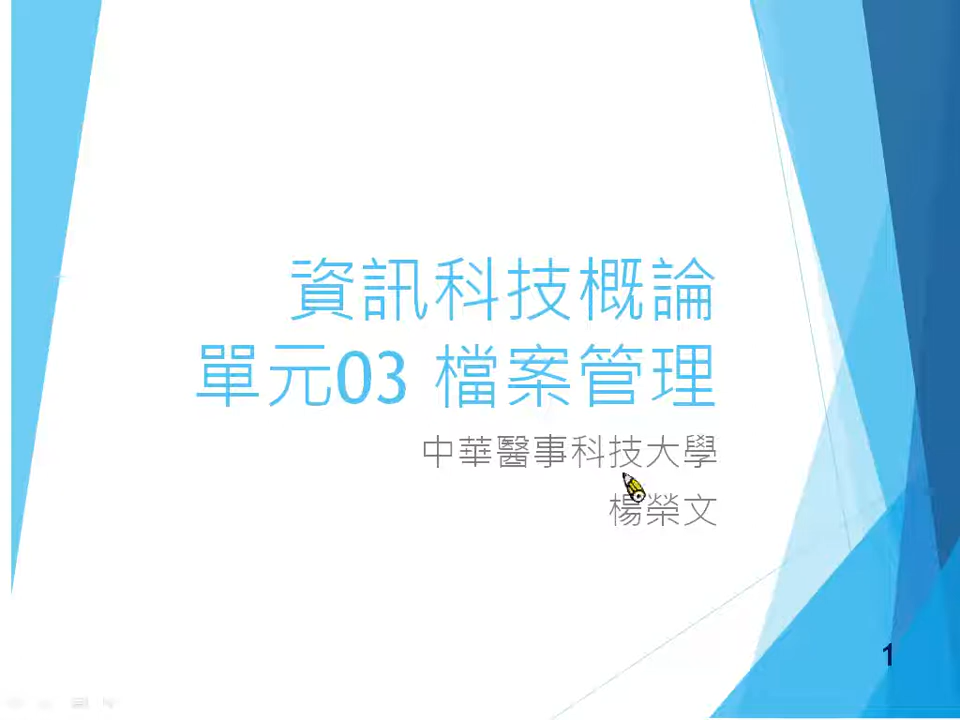 資訊科技概論
單元03 檔案管理
中華醫事科技大學
楊榮文
1